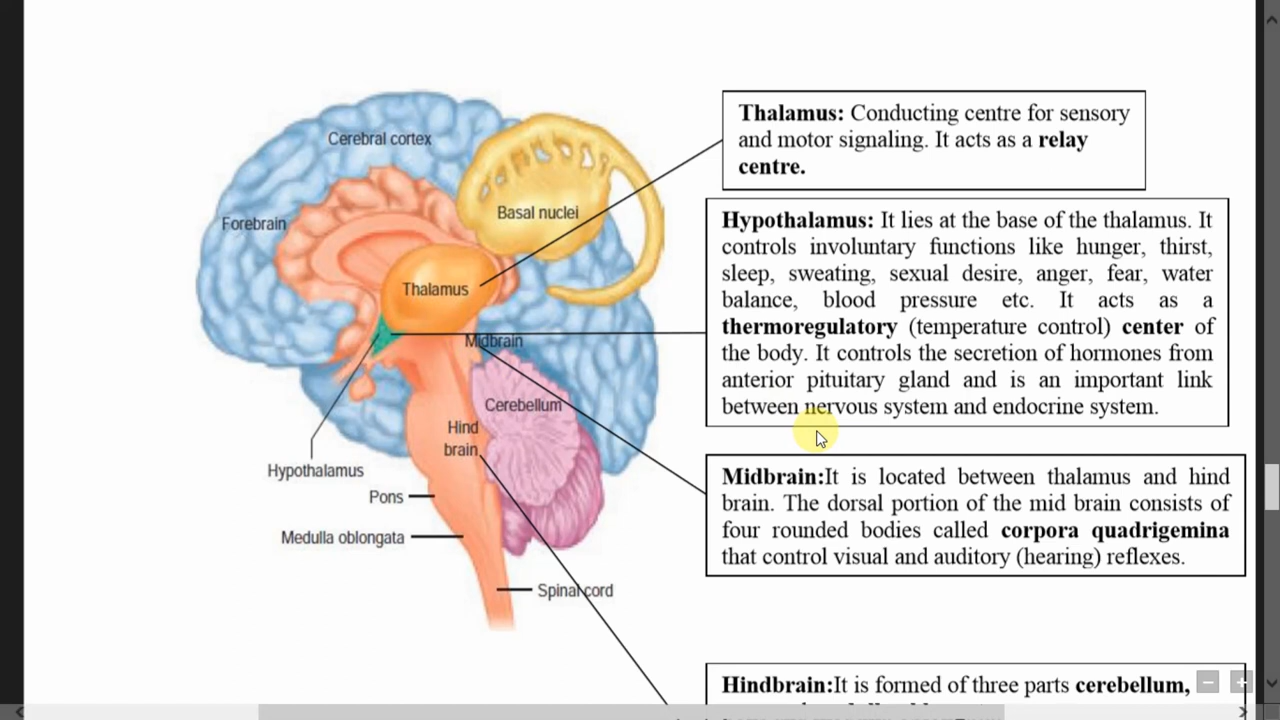 Cerebral cortex
Forebrain
Basal nuclei
Thalamus
Midbrain
Cerebellum
Hind
brain
Hypothalamus
Pons
Medulla oblongata
Spinal cord
Thalamus: Conducting centre for sensory
and motor signaling. It acts as a relay
centre.
Hypothalamus: It lies at the base of the thalamus. It
controls involuntary functions like hunger, thirst,
sleep, sweating, sexual desire, anger, fear, water
balance, blood pressure etc. It acts as a
thermoregulatory (temperature control) center of
the body. It controls the secretion of hormones from
anterior pituitary gland and is an important link
between nervous system and endocrine system.
Midbrain:It is located between thalamus and hind
brain. The dorsal portion of the mid brain consists of
four rounded bodies called corpora quadrigemina
that control visual and auditory (hearing) reflexes.
Hindbrain:It is formed of three parts cerebellum,